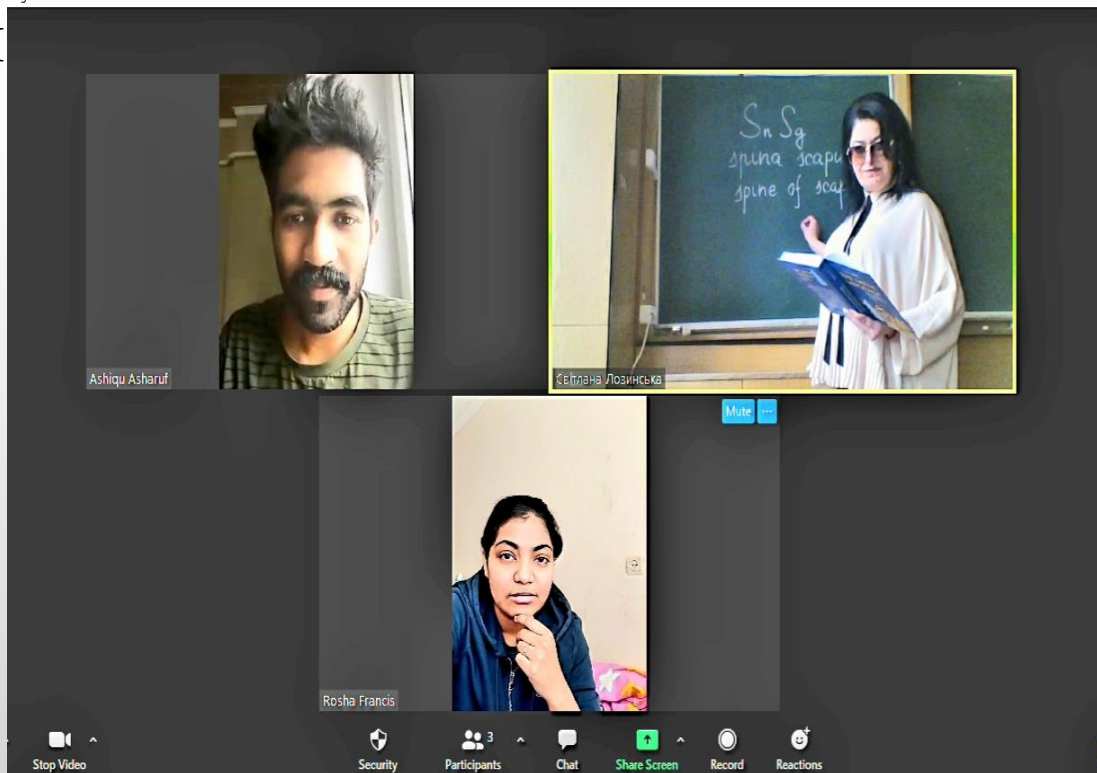 Sn Sg
spina scapu
spine of scap
Ashiqu Asharuf
Світлана Лозинська
Mute ...
Rosha Francis
Stop Video
Security
Participants 3
Chat
Share Screen
Record
Reactions